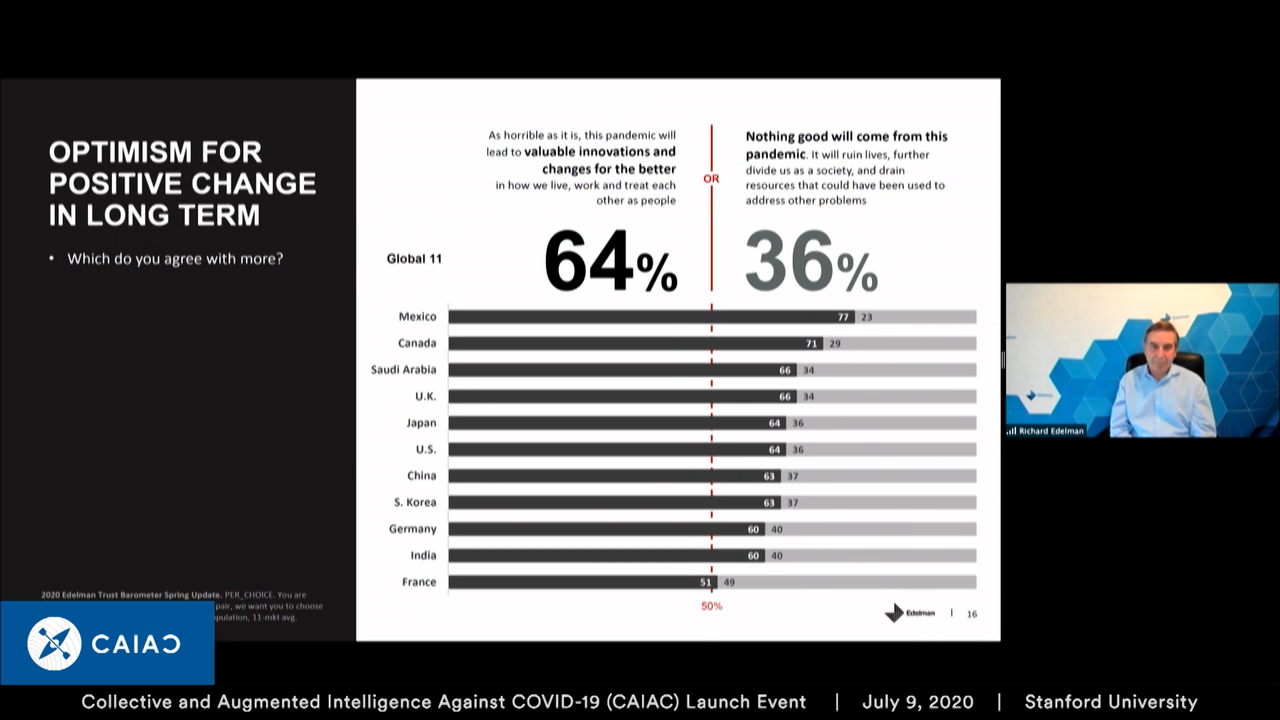 OPTIMISM FOR
POSITIVE CHANGE
IN LONG TERM
• Which do you agree with more?
2020 Edelman Trust Barometer Spring Update. PER_CHOICE. You are
pair, we want you to choose
population, 11-mkt avg.
As horrible as it is, this pandemic will
lead to valuable innovations and
changes for the better
in how we live, work and treat each
other as people
OR
Nothing good will come from this
pandemic. It will ruin lives, further
divide us as a society, and drain
resources that could have been used to
address other problems
Global 11
64%
36%
Mexico 77 23
Canada 71 29
Saudi Arabia 66 34
U.K. 66 34
Japan 64 36
U.S. 64 36
China 63 37
S. Korea 63 37
Germany 60 40
India 60 40
France 51 49
50%
Edelman | 16
Richard Edelman
CAIAC
Collective and Augmented Intelligence Against COVID-19 (CAIAC) Launch Event | July 9, 2020 | Stanford University